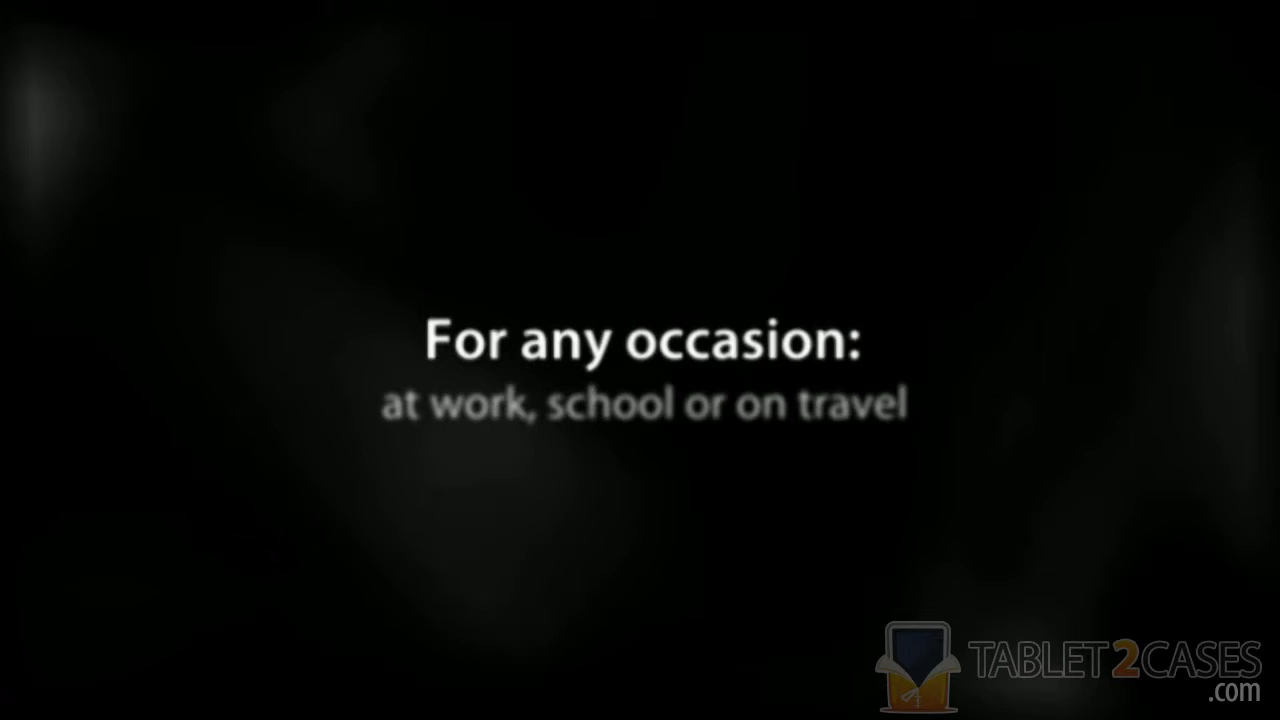 For any occasion:
at work, school or on travel
TABLET2CASES
.com